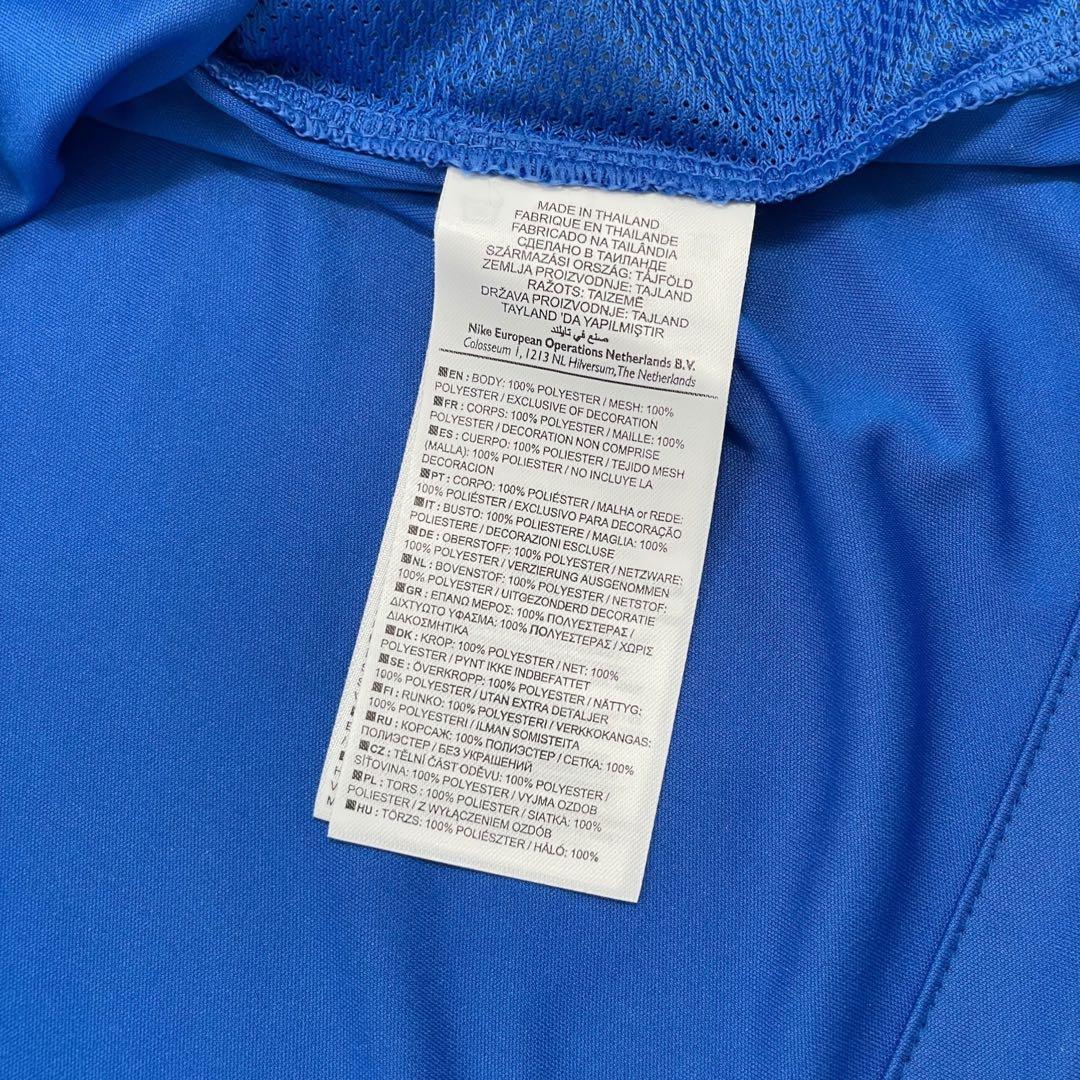 MADE IN THAILAND
FABRIQUE EN THAILANDE
FABRICADO NA TAILÂNDIA
СДЕЛАНО В ТАИЛАНДЕ
SZÁRMAZÁSI ORSZÁG: TÁJFÖLD
ZEMLJA PROIZVODNJE: TAJLAND
RAŽOTS: TAIZEMĒ
DRŽAVA PROIZVODNJE: TAJLAND
TAYLAND 'DA YAPILMIŞTIR
صنع في تايلند
Nike European Operations Netherlands B.V.
Colosseum 1, 1213 NL Hilversum, The Netherlands
EN : BODY: 100% POLYESTER / MESH: 100%
POLYESTER / EXCLUSIVE OF DECORATION
FR : CORPS: 100% POLYESTER / MAILLE: 100%
POLYESTER / DECORATION NON COMPRISE
ES : CUERPO: 100% POLIESTER / TEJIDO MESH
(MALLA): 100% POLIESTER / NO INCLUYE LA
DECORACION
PT : CORPO: 100% POLIÉSTER / MALHA or REDE:
100% POLIÉSTER / EXCLUSIVO PARA DECORAÇÃO
IT : BUSTO: 100% POLIESTERE / MAGLIA: 100%
POLIESTERE / DECORAZIONI ESCLUSE
DE : OBERSTOFF: 100% POLYESTER / NETZWARE:
100% POLYESTER / VERZIERUNG AUSGENOMMEN
NL : BOVENSTOF: 100% POLYESTER / NETSTOF:
100% POLYESTER / UITGEZONDERD DECORATIE
GR : ΕΠΑΝΩ ΜΕΡΟΣ: 100% ΠΟΛΥΕΣΤΕΡΑΣ /
ΔΙΧΤΥΩΤΟ ΥΦΑΣΜΑ: 100% ΠΟΛΥΕΣΤΕΡΑΣ / ΧΩΡΙΣ
ΔΙΑΚΟΣΜΗΤΙΚΑ
DK : KROP: 100% POLYESTER / NET: 100%
POLYESTER / PYNT IKKE INDBEFATTET
SE : ÖVERKROPP: 100% POLYESTER / NÄTTYG:
100% POLYESTER / UTAN EXTRA DETALJER
FI : RUNKO: 100% POLYESTERI / VERKKOKANGAS:
100% POLYESTERI / ILMAN SOMISTEITA
RU : КОРСАЖ: 100% ПОЛИЭСТЕР / СЕТКА: 100%
ПОЛИЭСТЕР / БЕЗ УКРАШЕНИЙ
CZ : TĚLNÍ ČÁST ODĚVU: 100% POLYESTER /
SÍŤOVINA: 100% POLYESTER / VYJMA OZDOB
PL : TORS : 100% POLIESTER / SIATKA: 100%
POLIESTER / Z WYŁĄCZENIEM OZDÓB
HU : TÖRZS: 100% POLIÉSZTER / HÁLÓ: 100%